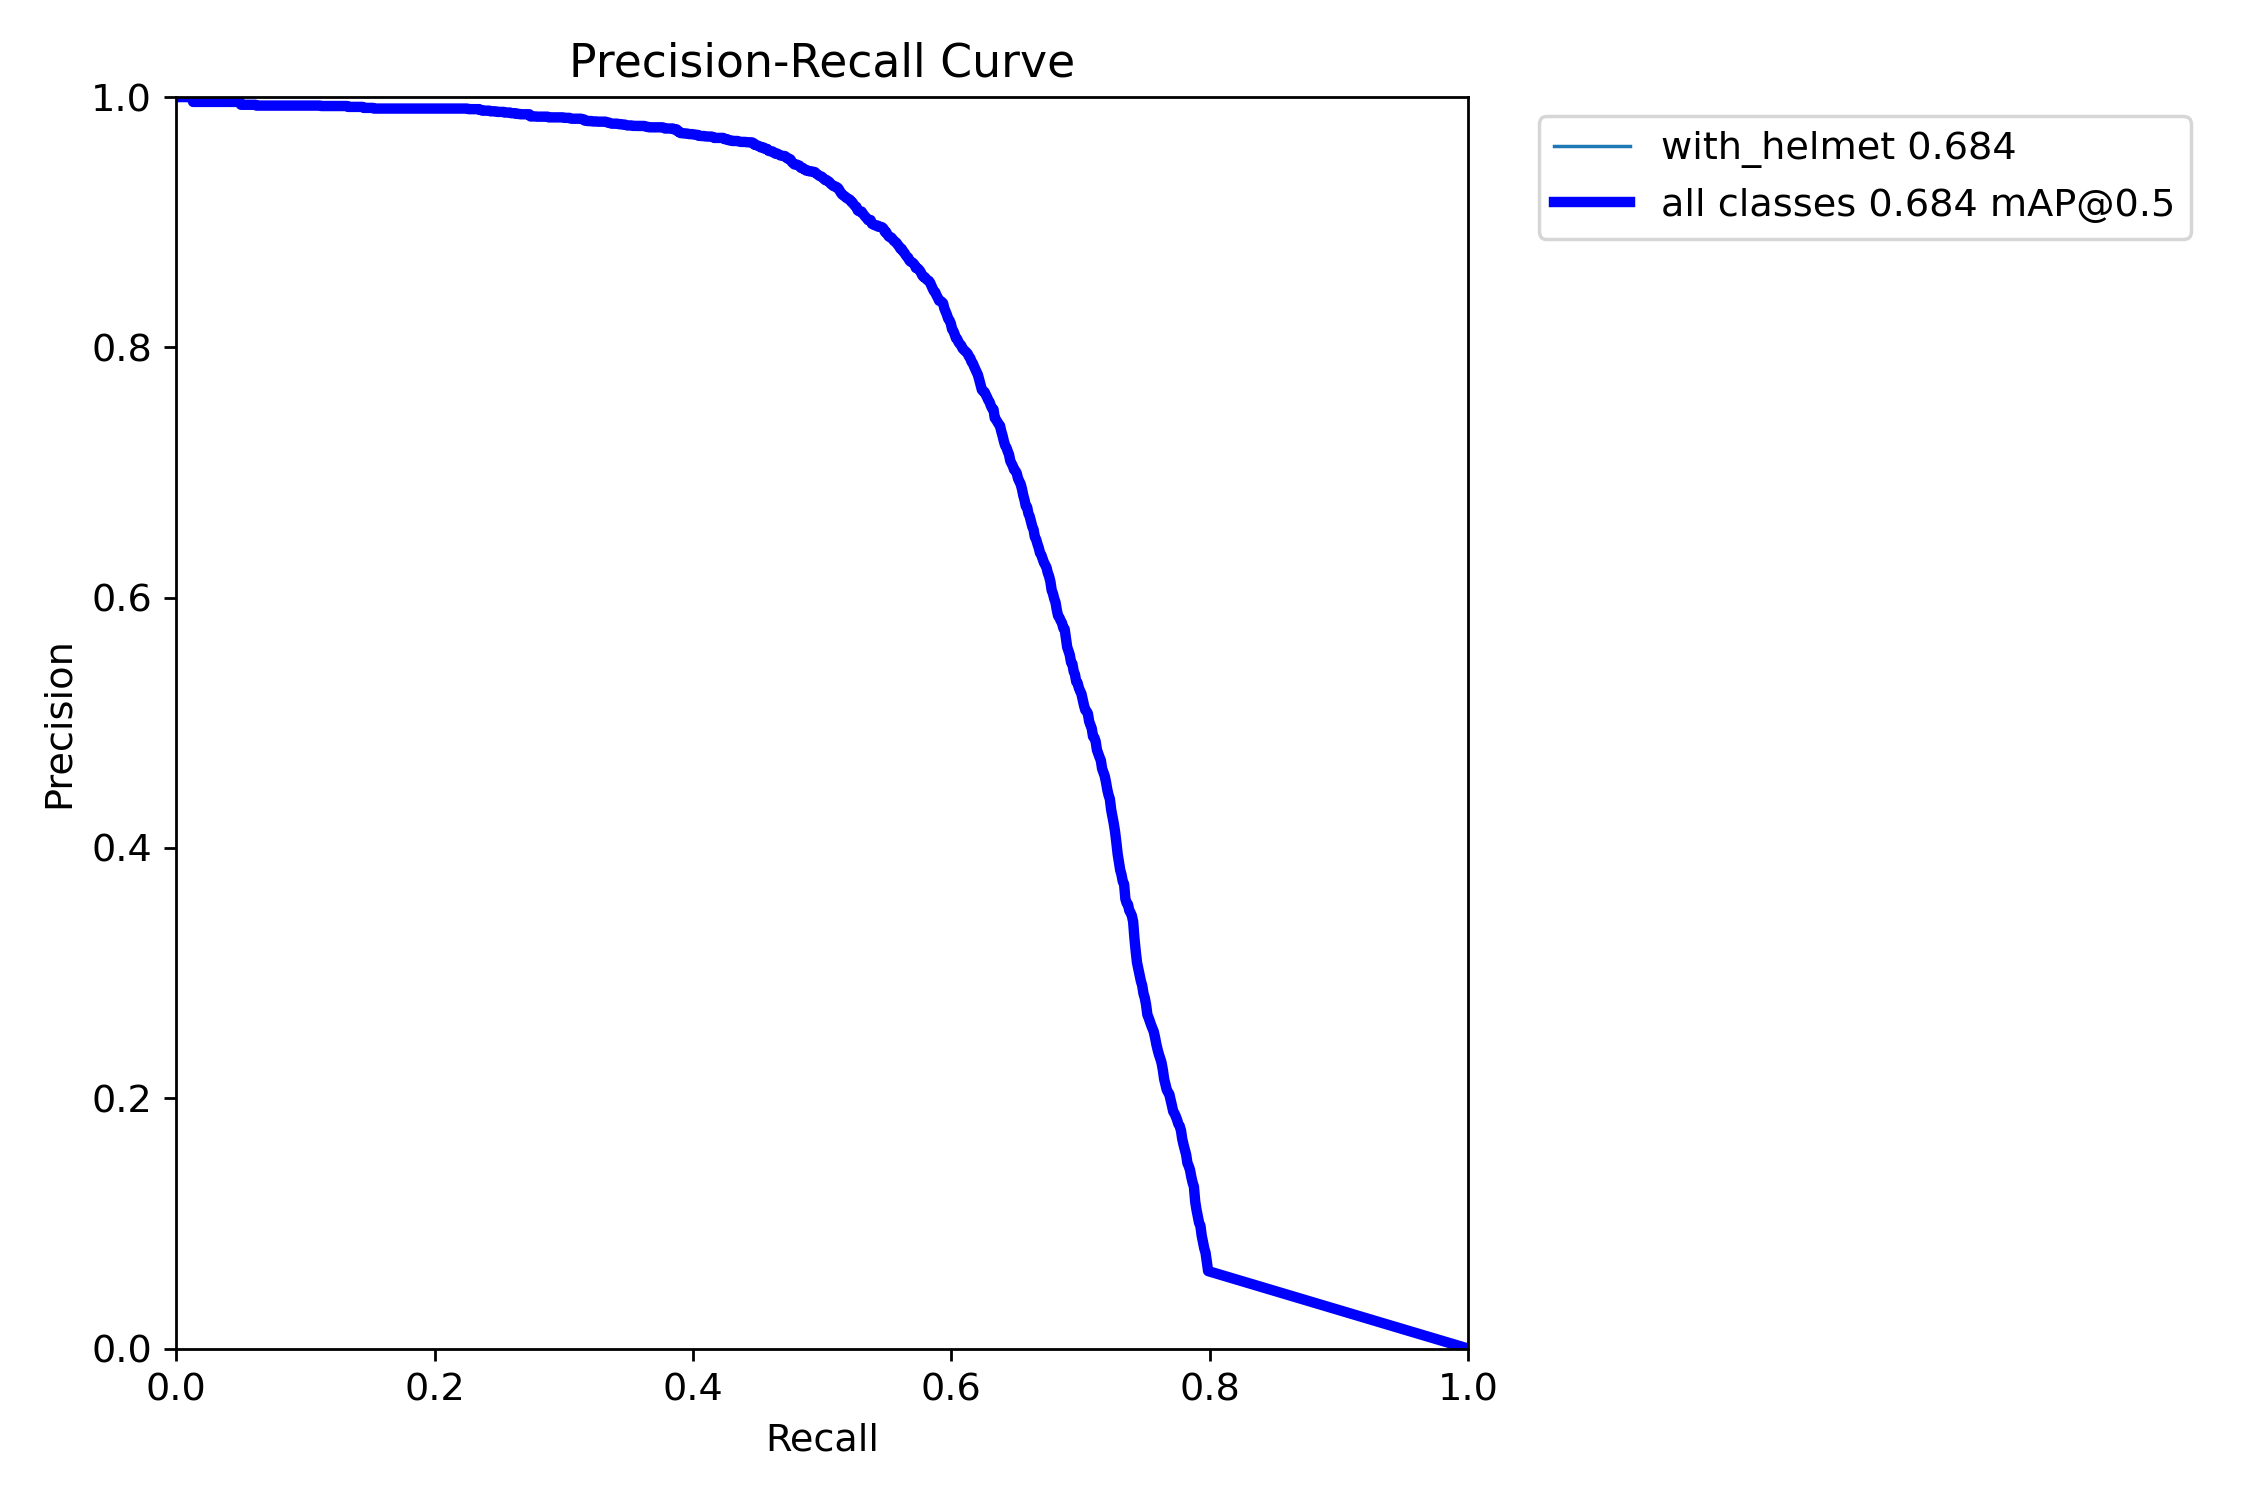 Precision-Recall Curve
1.0
0.8
0.6
0.4
0.2
0.0
Precision
0.0 0.2 0.4 0.6 0.8 1.0
Recall
with_helmet 0.684
all classes 0.684 mAP@0.5